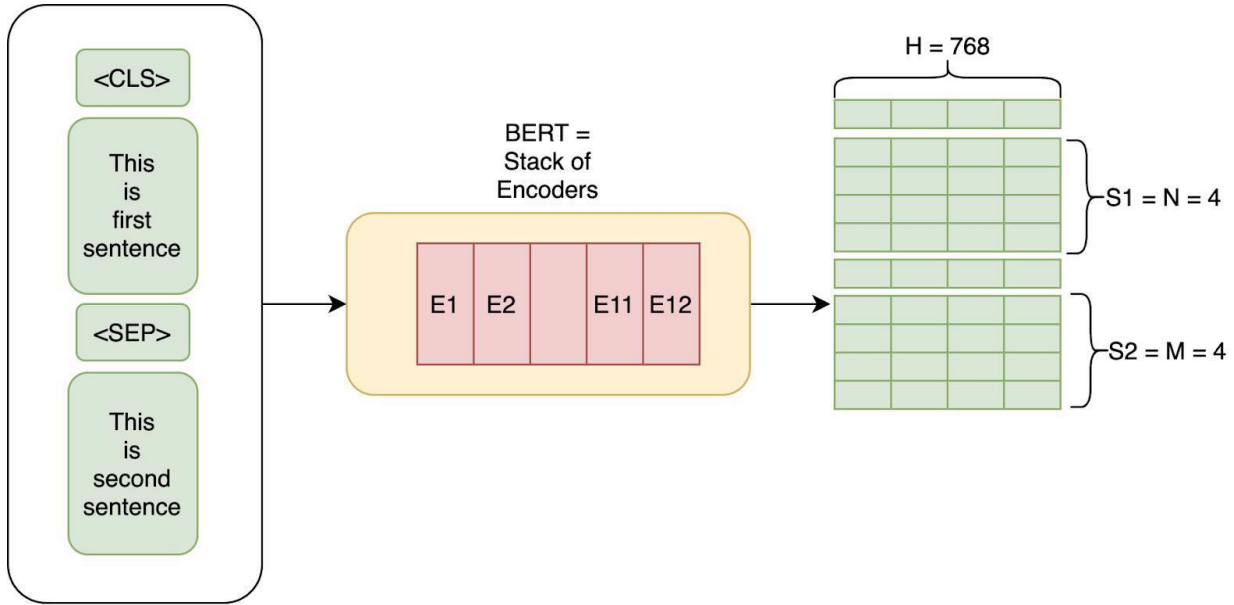 <CLS>
This
is
first
sentence
<SEP>
This
is
second
sentence
BERT =
Stack of
Encoders
E1
E2
E11
E12
H = 768
S1 = N = 4
S2 = M = 4